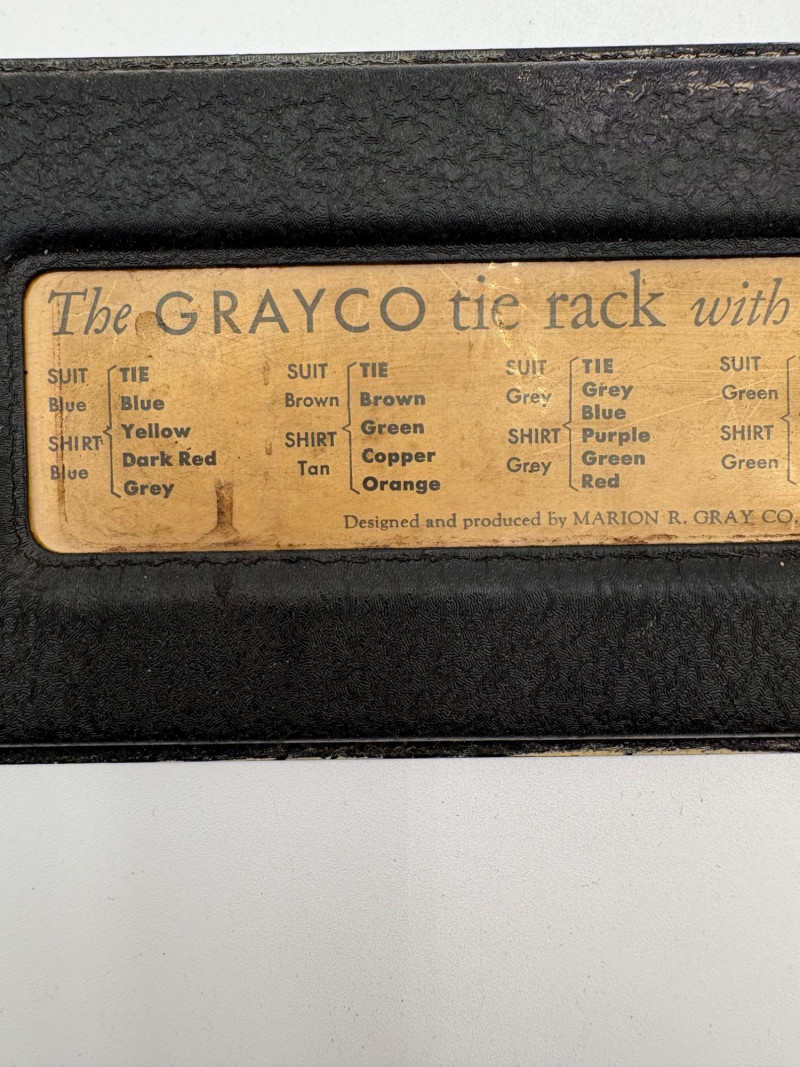 The GRAYCO tie rack with
SUIT
Blue
SHIRT
Blue
TIE
Blue
Yellow
Dark Red
Grey
SUIT
Brown
SHIRT
Tan
TIE
Brown
Green
Copper
Orange
SUIT
Grey
SHIRT
Grey
TIE
Grey
Blue
Purple
Green
Red
SUIT
Green
SHIRT
Green
Designed and produced by MARION R. GRAY CO.